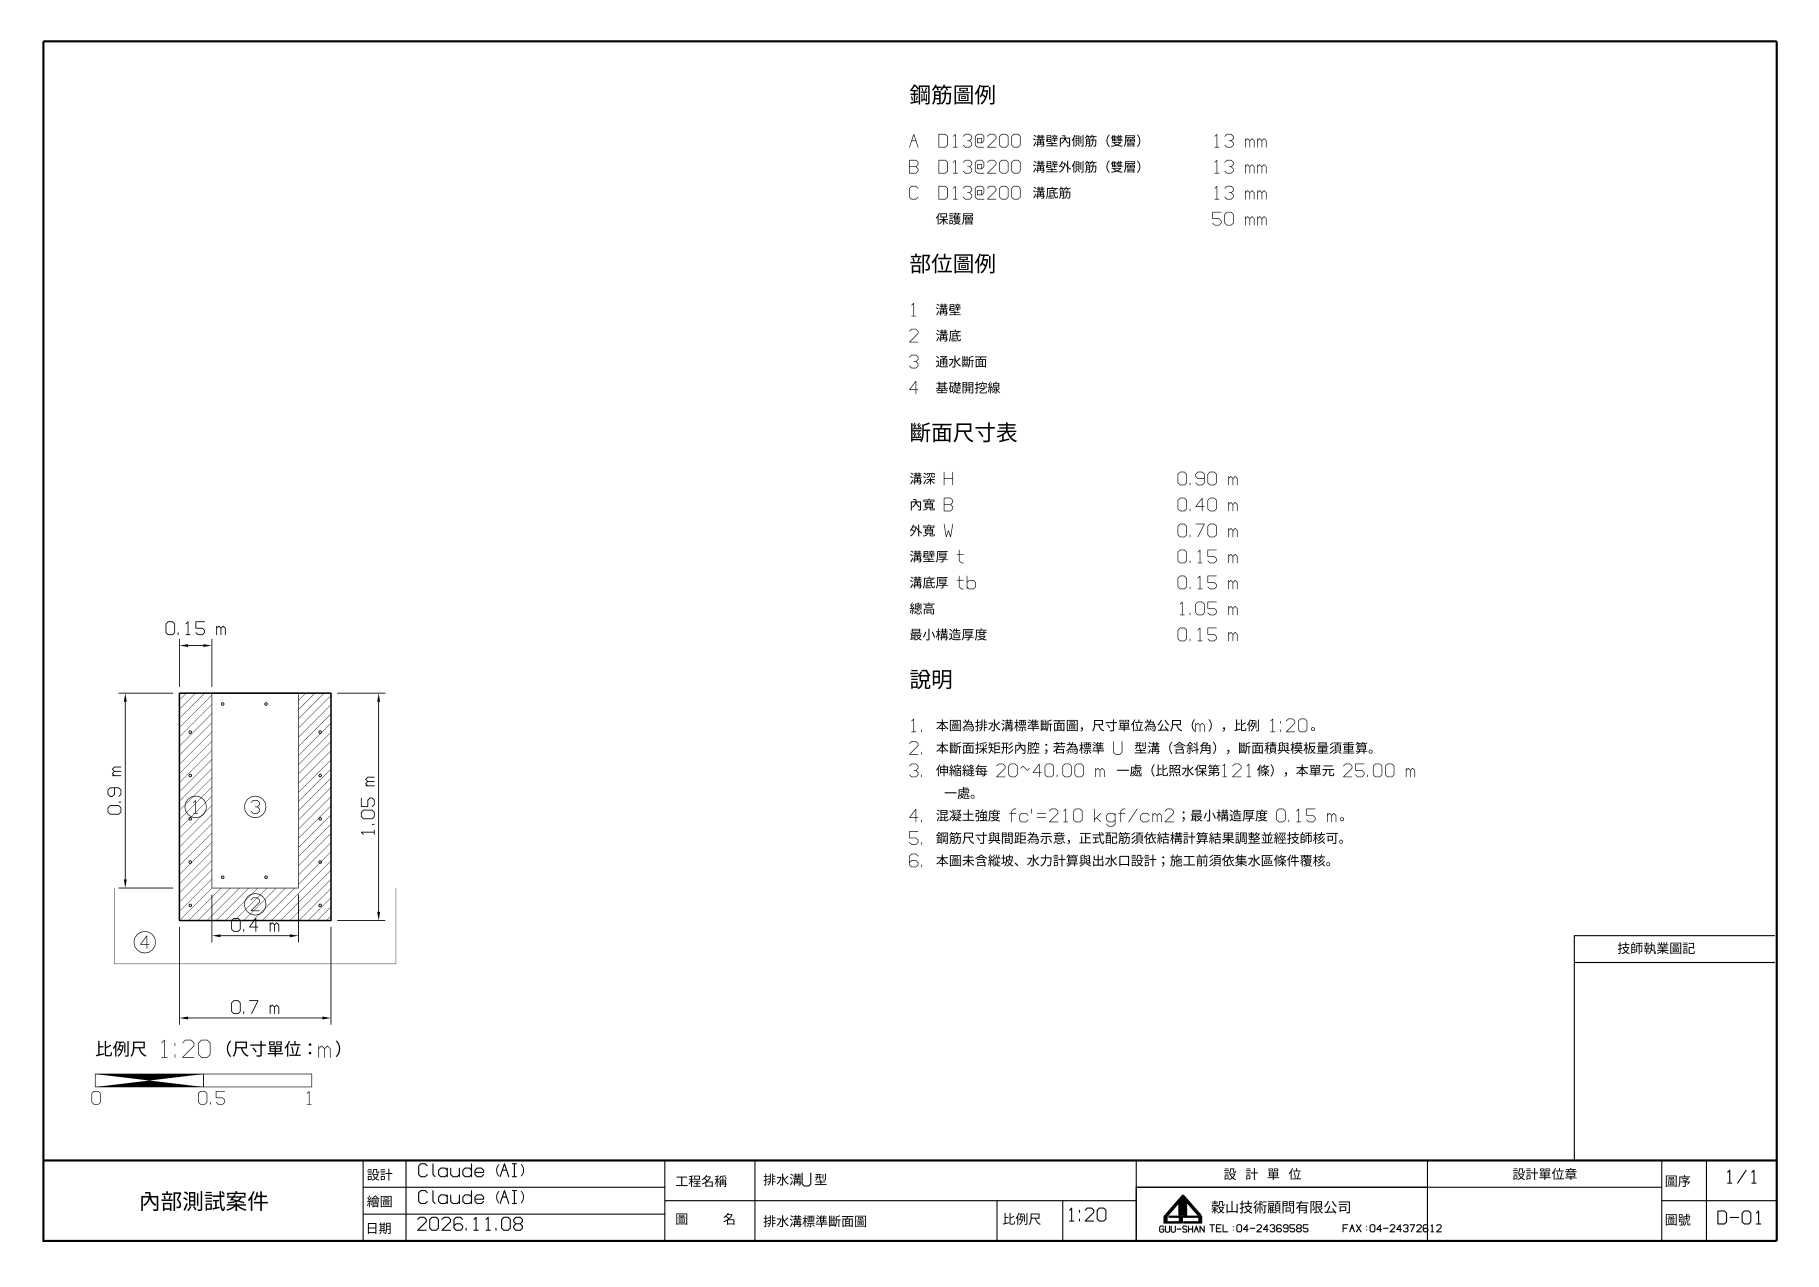 鋼筋圖例
A D13@200 溝壁內側筋（雙層） 13 mm
B D13@200 溝壁外側筋（雙層） 13 mm
C D13@200 溝底筋 13 mm
保護層 50 mm
部位圖例
1 溝壁
2 溝底
3 通水斷面
4 基礎開挖線
斷面尺寸表
溝深 H 0.90 m
內寬 B 0.40 m
外寬 W 0.70 m
溝壁厚 t 0.15 m
溝底厚 tb 0.15 m
總高 1.05 m
最小構造厚度 0.15 m
說明
1. 本圖為排水溝標準斷面圖，尺寸單位為公尺（m），比例 1:20。
2. 本斷面採矩形內腔；若為標準 U 型溝（含斜角），斷面積與模板量須重算。
3. 伸縮縫每 20~40.00 m 一處（比照水保第121條），本單元 25.00 m
一處。
4. 混凝土強度 fc'=210 kgf/cm2；最小構造厚度 0.15 m。
5. 鋼筋尺寸與間距為示意，正式配筋須依結構計算結果調整並經技師核可。
6. 本圖未含縱坡、水力計算與出水口設計；施工前須依集水區條件覆核。
0.15 m
0.9 m
1.05 m
1
3
2
0.4 m
4
0.7 m
比例尺 1:20（尺寸單位：m）
0 0.5 1
技師執業圖記
內部測試案件
設計 Claude (AI)
繪圖 Claude (AI)
日期 2026.11.08
工程名稱 排水溝U型
圖 名 排水溝標準斷面圖
比例尺 1:20
設 計 單 位
穀山技術顧問有限公司
GUU-SHAN TEL:04-24369585 FAX:04-24372612
設計單位章
圖序 1/1
圖號 D-01